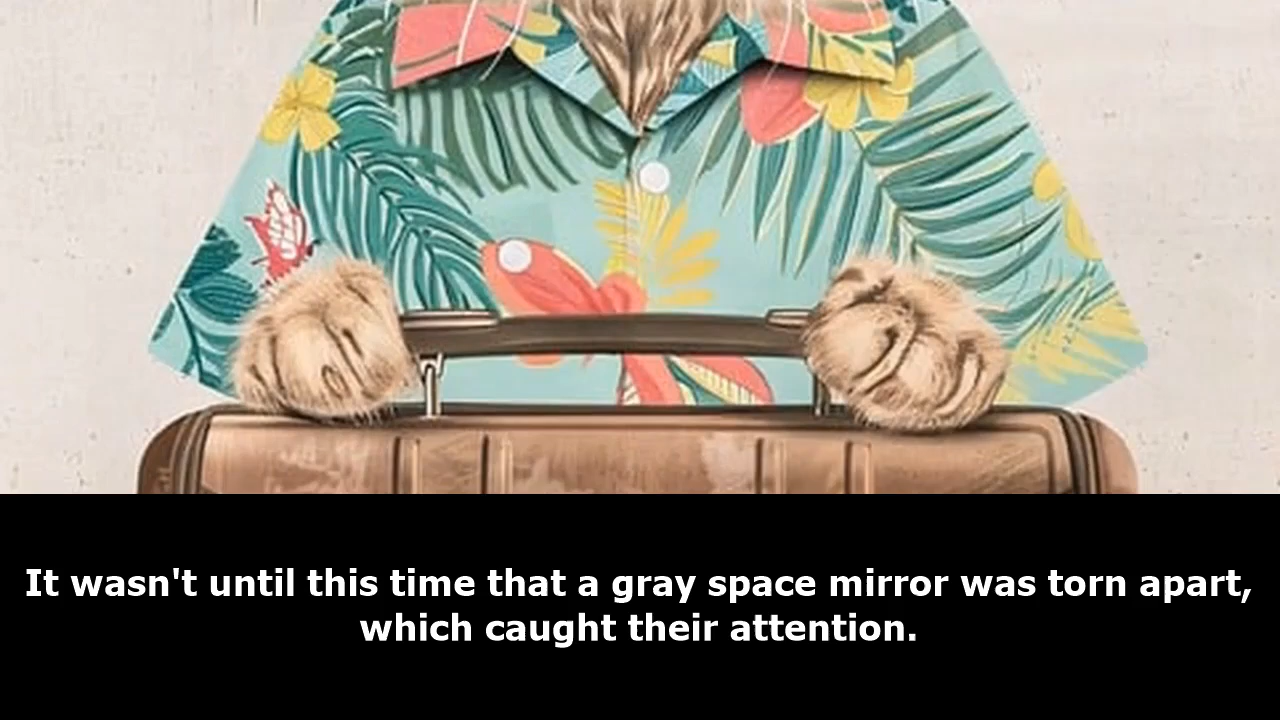 It wasn't until this time that a gray space mirror was torn apart,
which caught their attention.